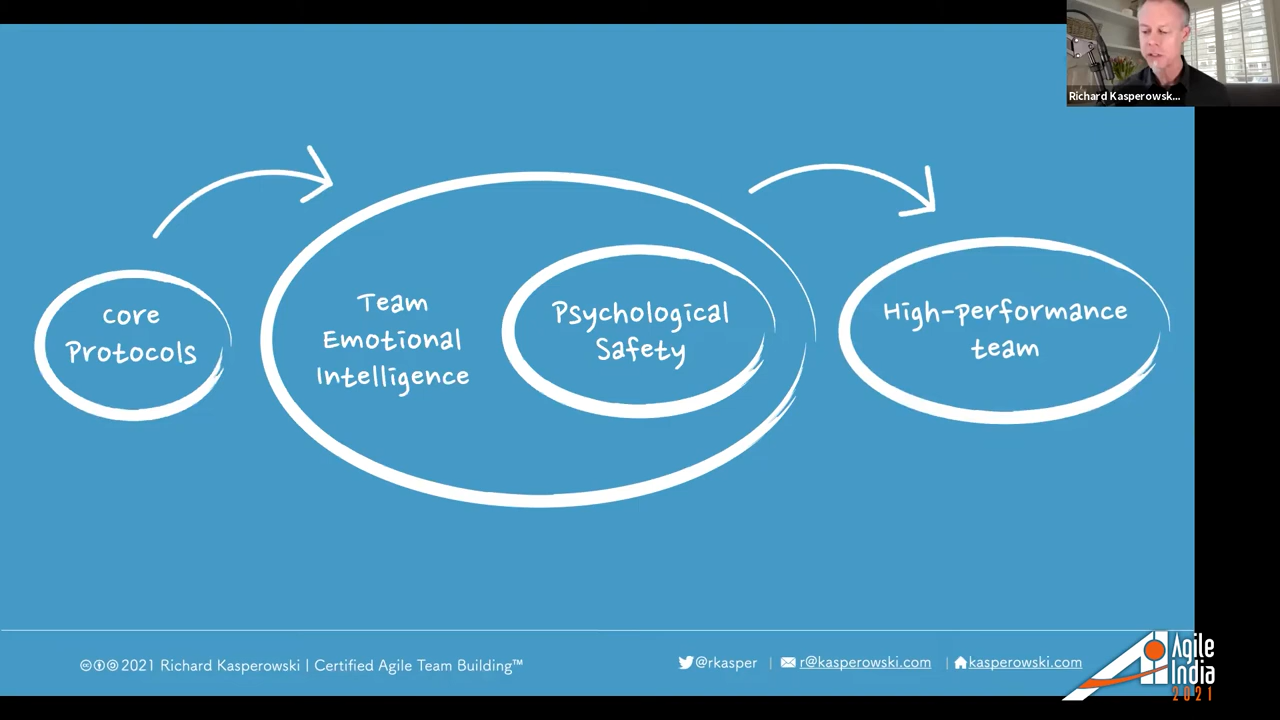 Richard Kasperowsk...
Core
Protocols
Team
Emotional
Intelligence
Psychological
Safety
High-performance
team
2021 Richard Kasperowski | Certified Agile Team Building™
@rkasper | r@kasperowski.com | kasperowski.com
Agile
India
2021